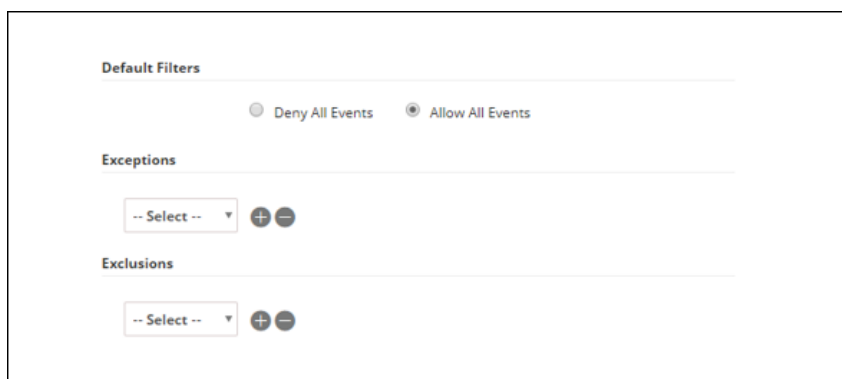 Default Filters
Deny All Events Allow All Events
Exceptions
-- Select --
Exclusions
-- Select --